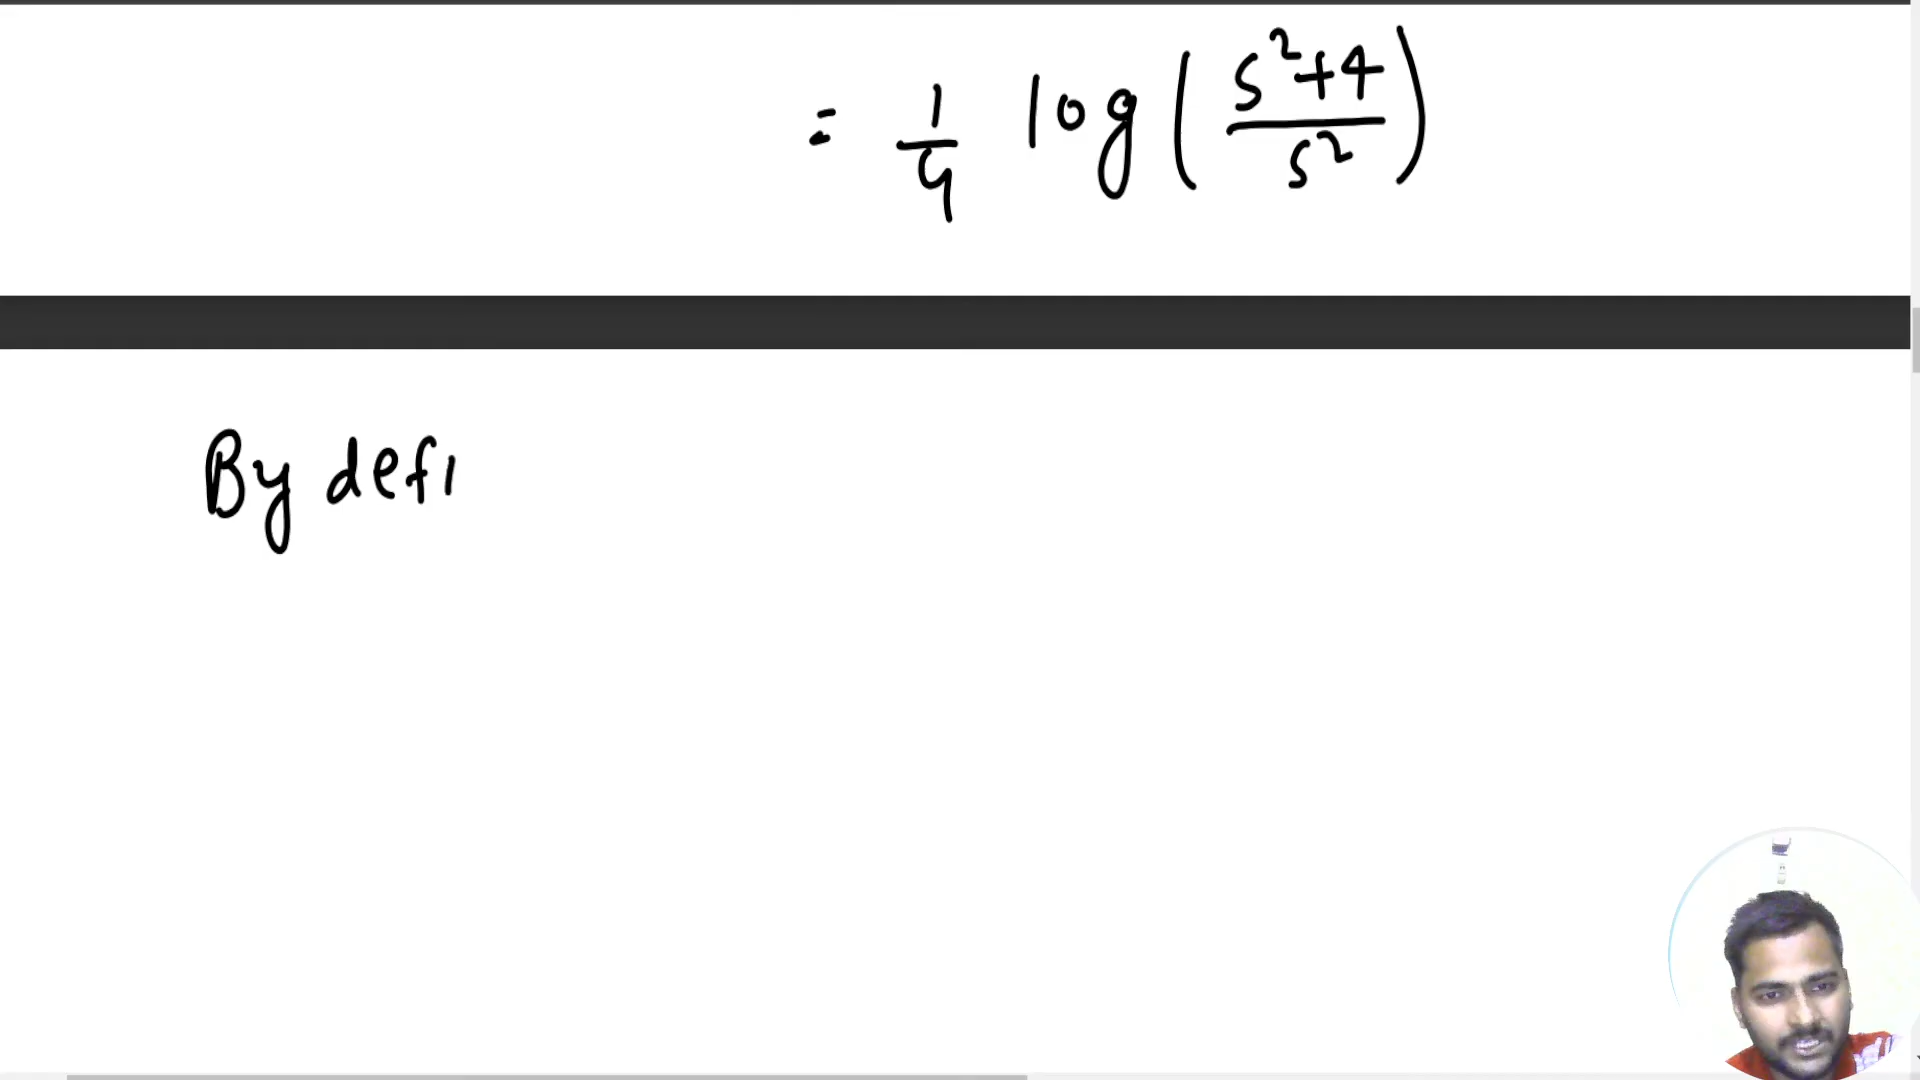 = 1/4 log ( s²+4 / s² )
By defi